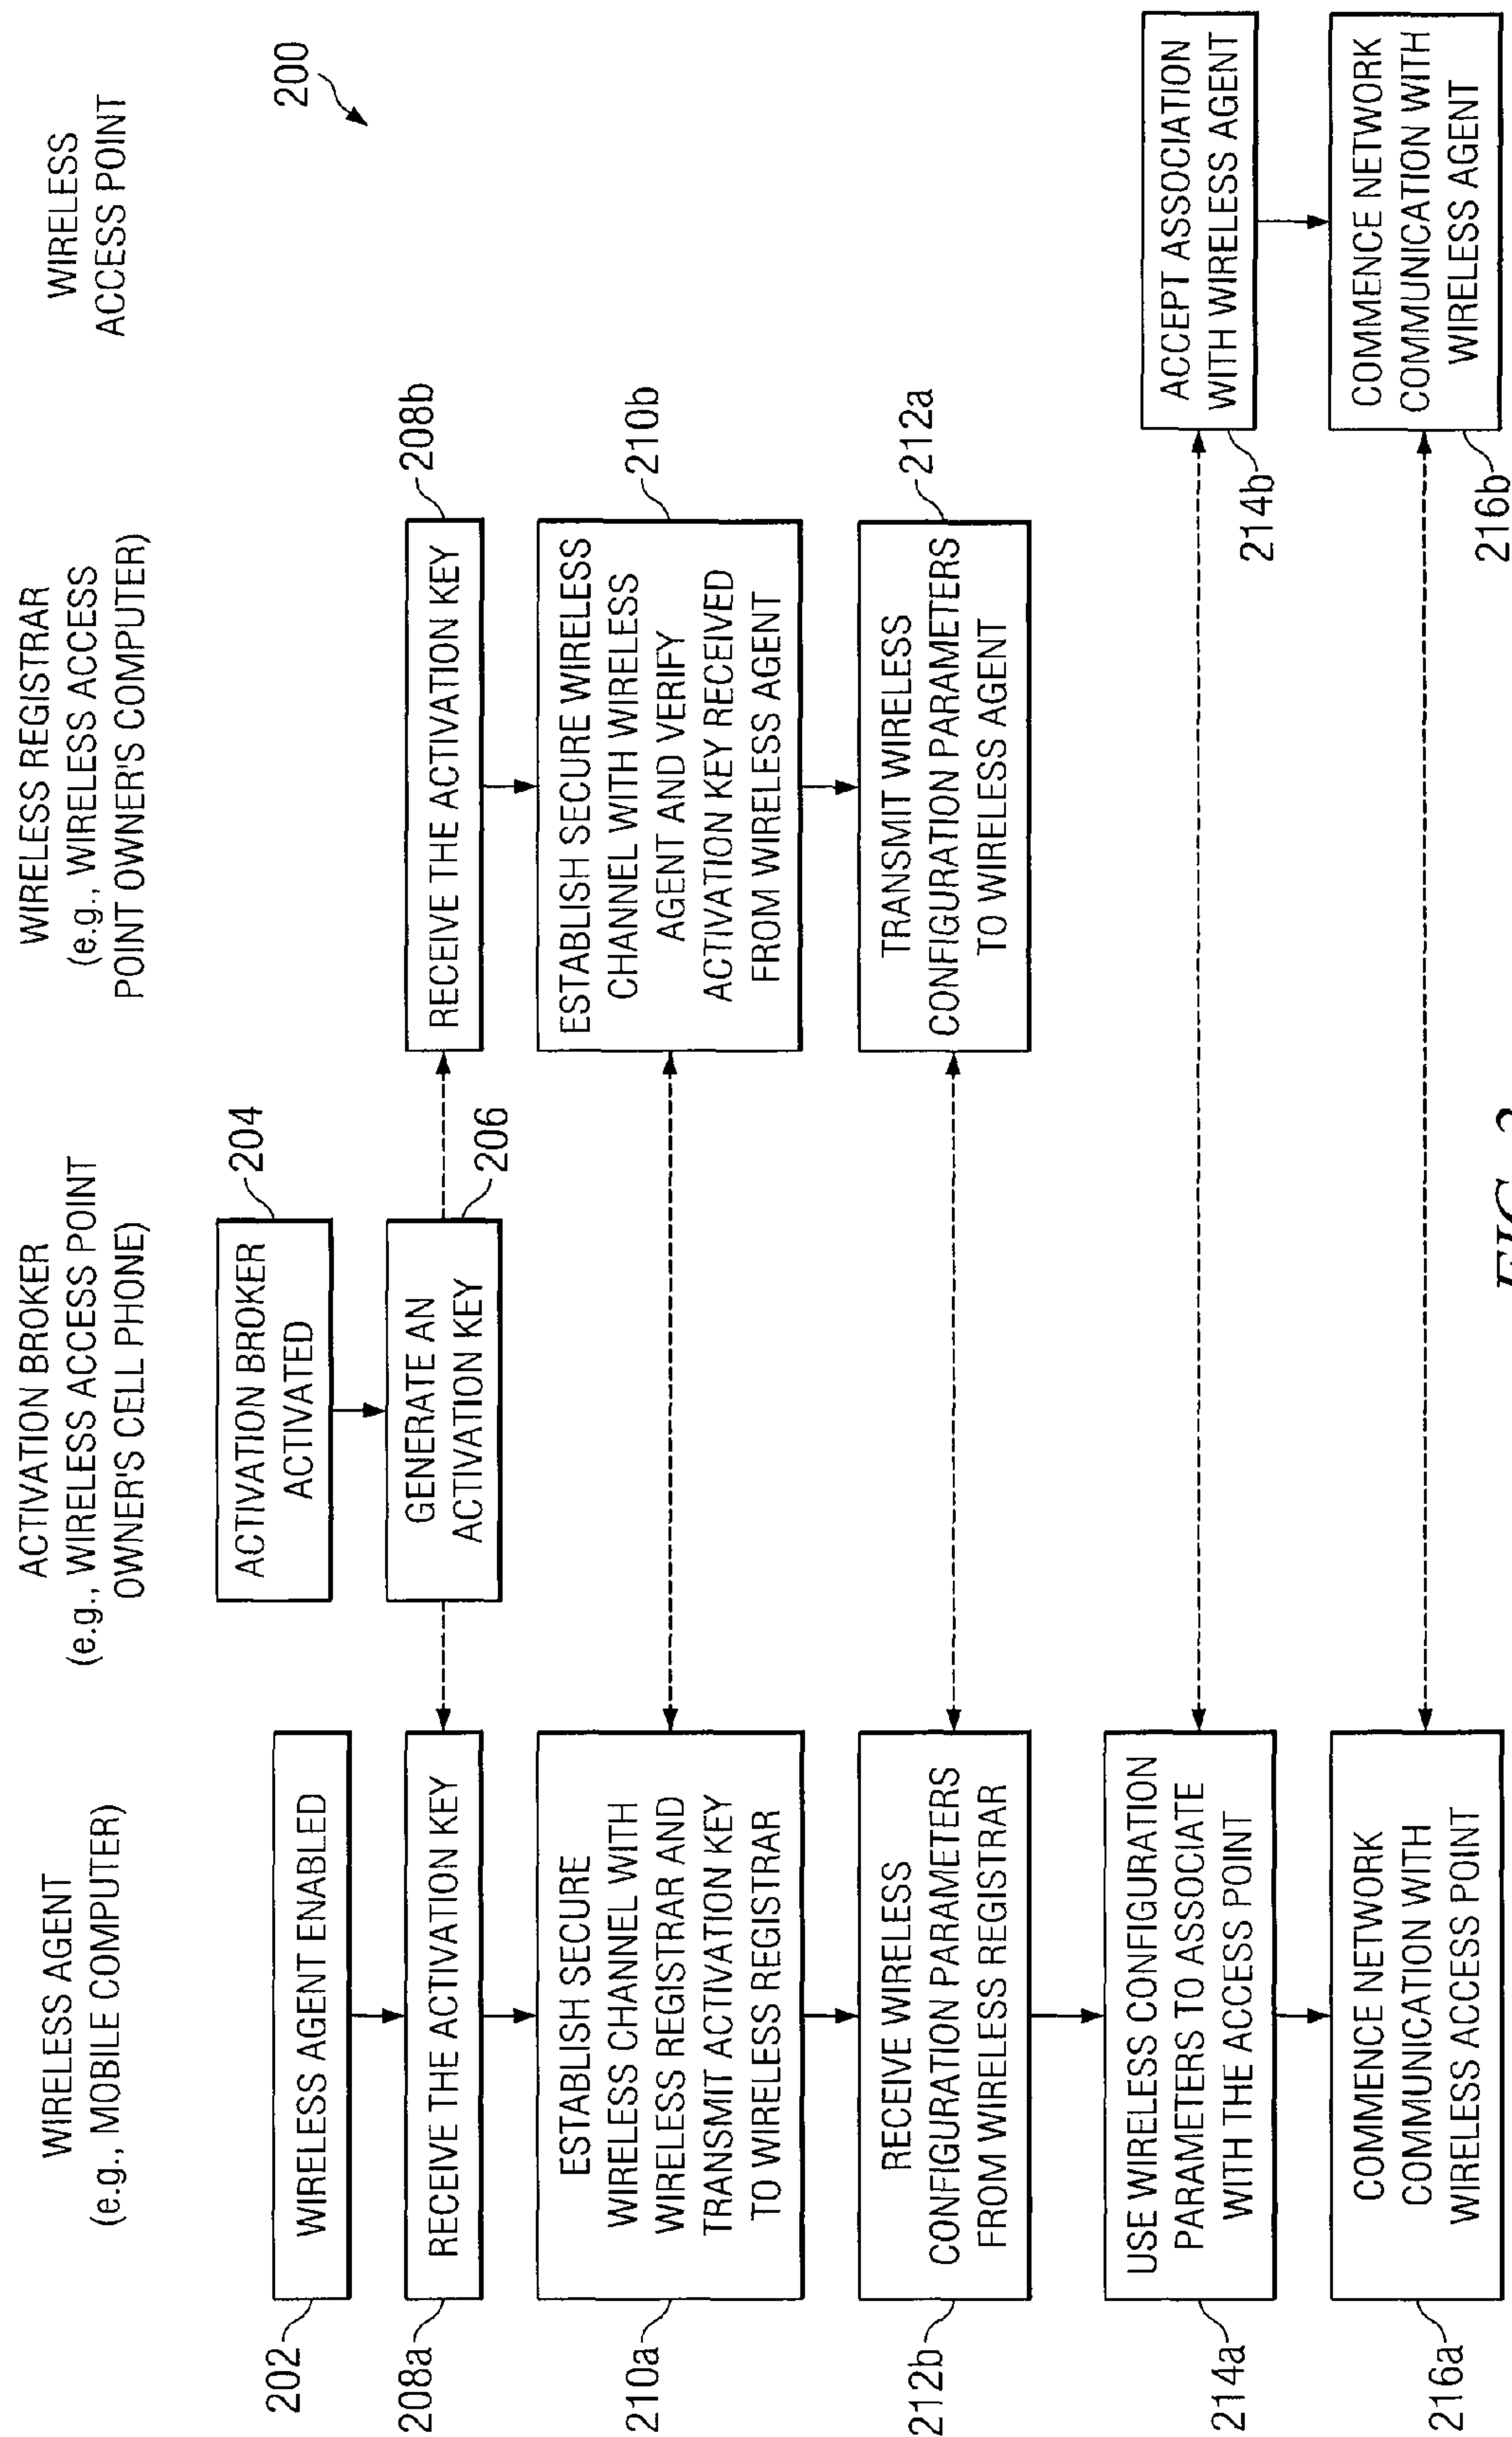 WIRELESS AGENT
(e.g., MOBILE COMPUTER)
ACTIVATION BROKER
(e.g., WIRELESS ACCESS POINT
OWNER'S CELL PHONE)
WIRELESS REGISTRAR
(e.g., WIRELESS ACCESS
POINT OWNER'S COMPUTER)
WIRELESS
ACCESS POINT
200
ACTIVATION BROKER
ACTIVATED
204
202
WIRELESS AGENT ENABLED
GENERATE AN
ACTIVATION KEY
206
208a
RECEIVE THE ACTIVATION KEY
RECEIVE THE ACTIVATION KEY
208b
210a
ESTABLISH SECURE
WIRELESS CHANNEL WITH
WIRELESS REGISTRAR AND
TRANSMIT ACTIVATION KEY
TO WIRELESS REGISTRAR
ESTABLISH SECURE WIRELESS
CHANNEL WITH WIRELESS
AGENT AND VERIFY
ACTIVATION KEY RECEIVED
FROM WIRELESS AGENT
210b
212b
RECEIVE WIRELESS
CONFIGURATION PARAMETERS
FROM WIRELESS REGISTRAR
TRANSMIT WIRELESS
CONFIGURATION PARAMETERS
TO WIRELESS AGENT
212a
214a
USE WIRELESS CONFIGURATION
PARAMETERS TO ASSOCIATE
WITH THE ACCESS POINT
ACCEPT ASSOCIATION
WITH WIRELESS AGENT
214b
216a
COMMENCE NETWORK
COMMUNICATION WITH
WIRELESS ACCESS POINT
COMMENCE NETWORK
COMMUNICATION WITH
WIRELESS AGENT
216b
FIG. 2